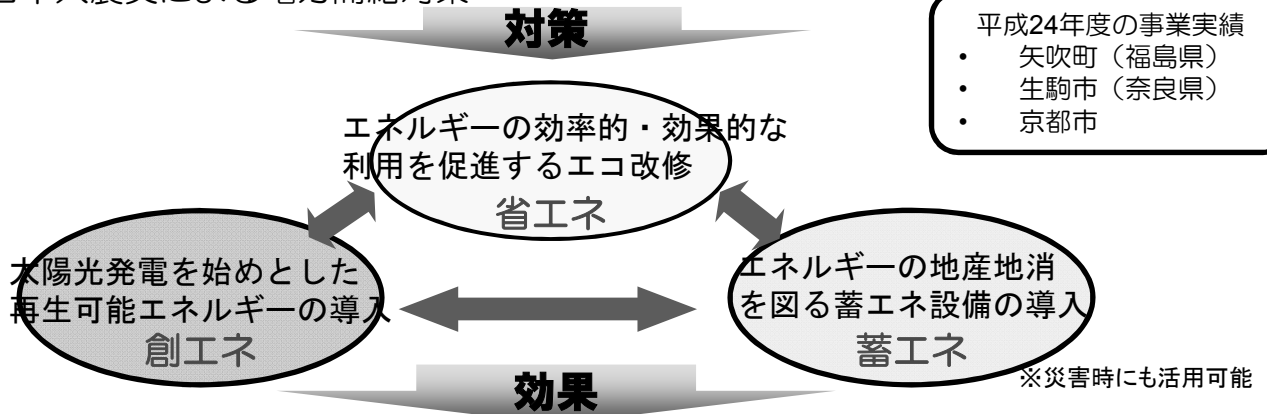 対策
平成24年度の事業実績
• 矢吹町（福島県）
• 生駒市（奈良県）
• 京都市
エネルギーの効率的・効果的な
利用を促進するエコ改修
省エネ
太陽光発電を始めとした
再生可能エネルギーの導入
創エネ
エネルギーの地産地消
を図る蓄エネ設備の導入
蓄エネ
※災害時にも活用可能
効果